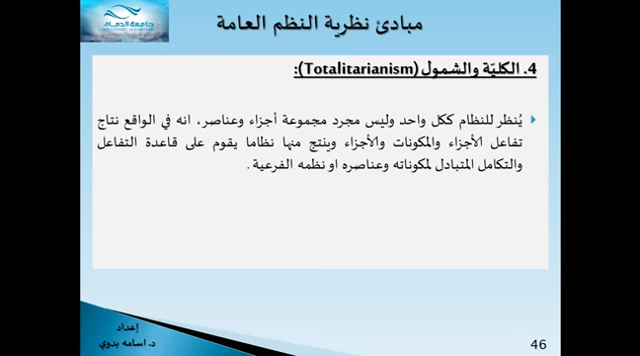 جامعة الدمام
مبادئ نظرية النظم العامة
4. الكليّة والشمول (Totalitarianism):
يُنظر للنظام ككل واحد وليس مجرد مجموعة أجزاء وعناصر، انه في الواقع نتاج
تفاعل الأجزاء والمكونات والأجزاء وينتج منها نظاما يقوم على قاعدة التفاعل
والتكامل المتبادل لمكوناته وعناصره او نظمه الفرعية .
إعداد
د. اسامه بدوي
46